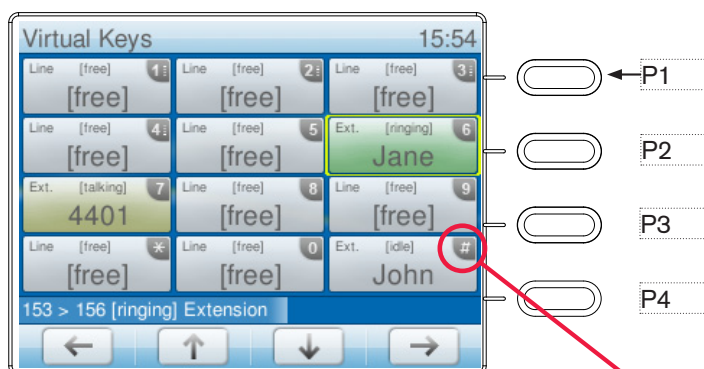 Virtual Keys 15:54
Line [free] 1 Line [free] 2 Line [free] 3
[free] [free] [free]
Line [free] 4 Line [free] 5 Ext. [ringing] 6
[free] [free] Jane
Ext. [talking] 7 Line [free] 8 Line [free] 9
4401 [free] [free]
Line [free] * Line [free] 0 Ext. [idle] #
[free] [free] John
153 > 156 [ringing] Extension
P1
P2
P3
P4